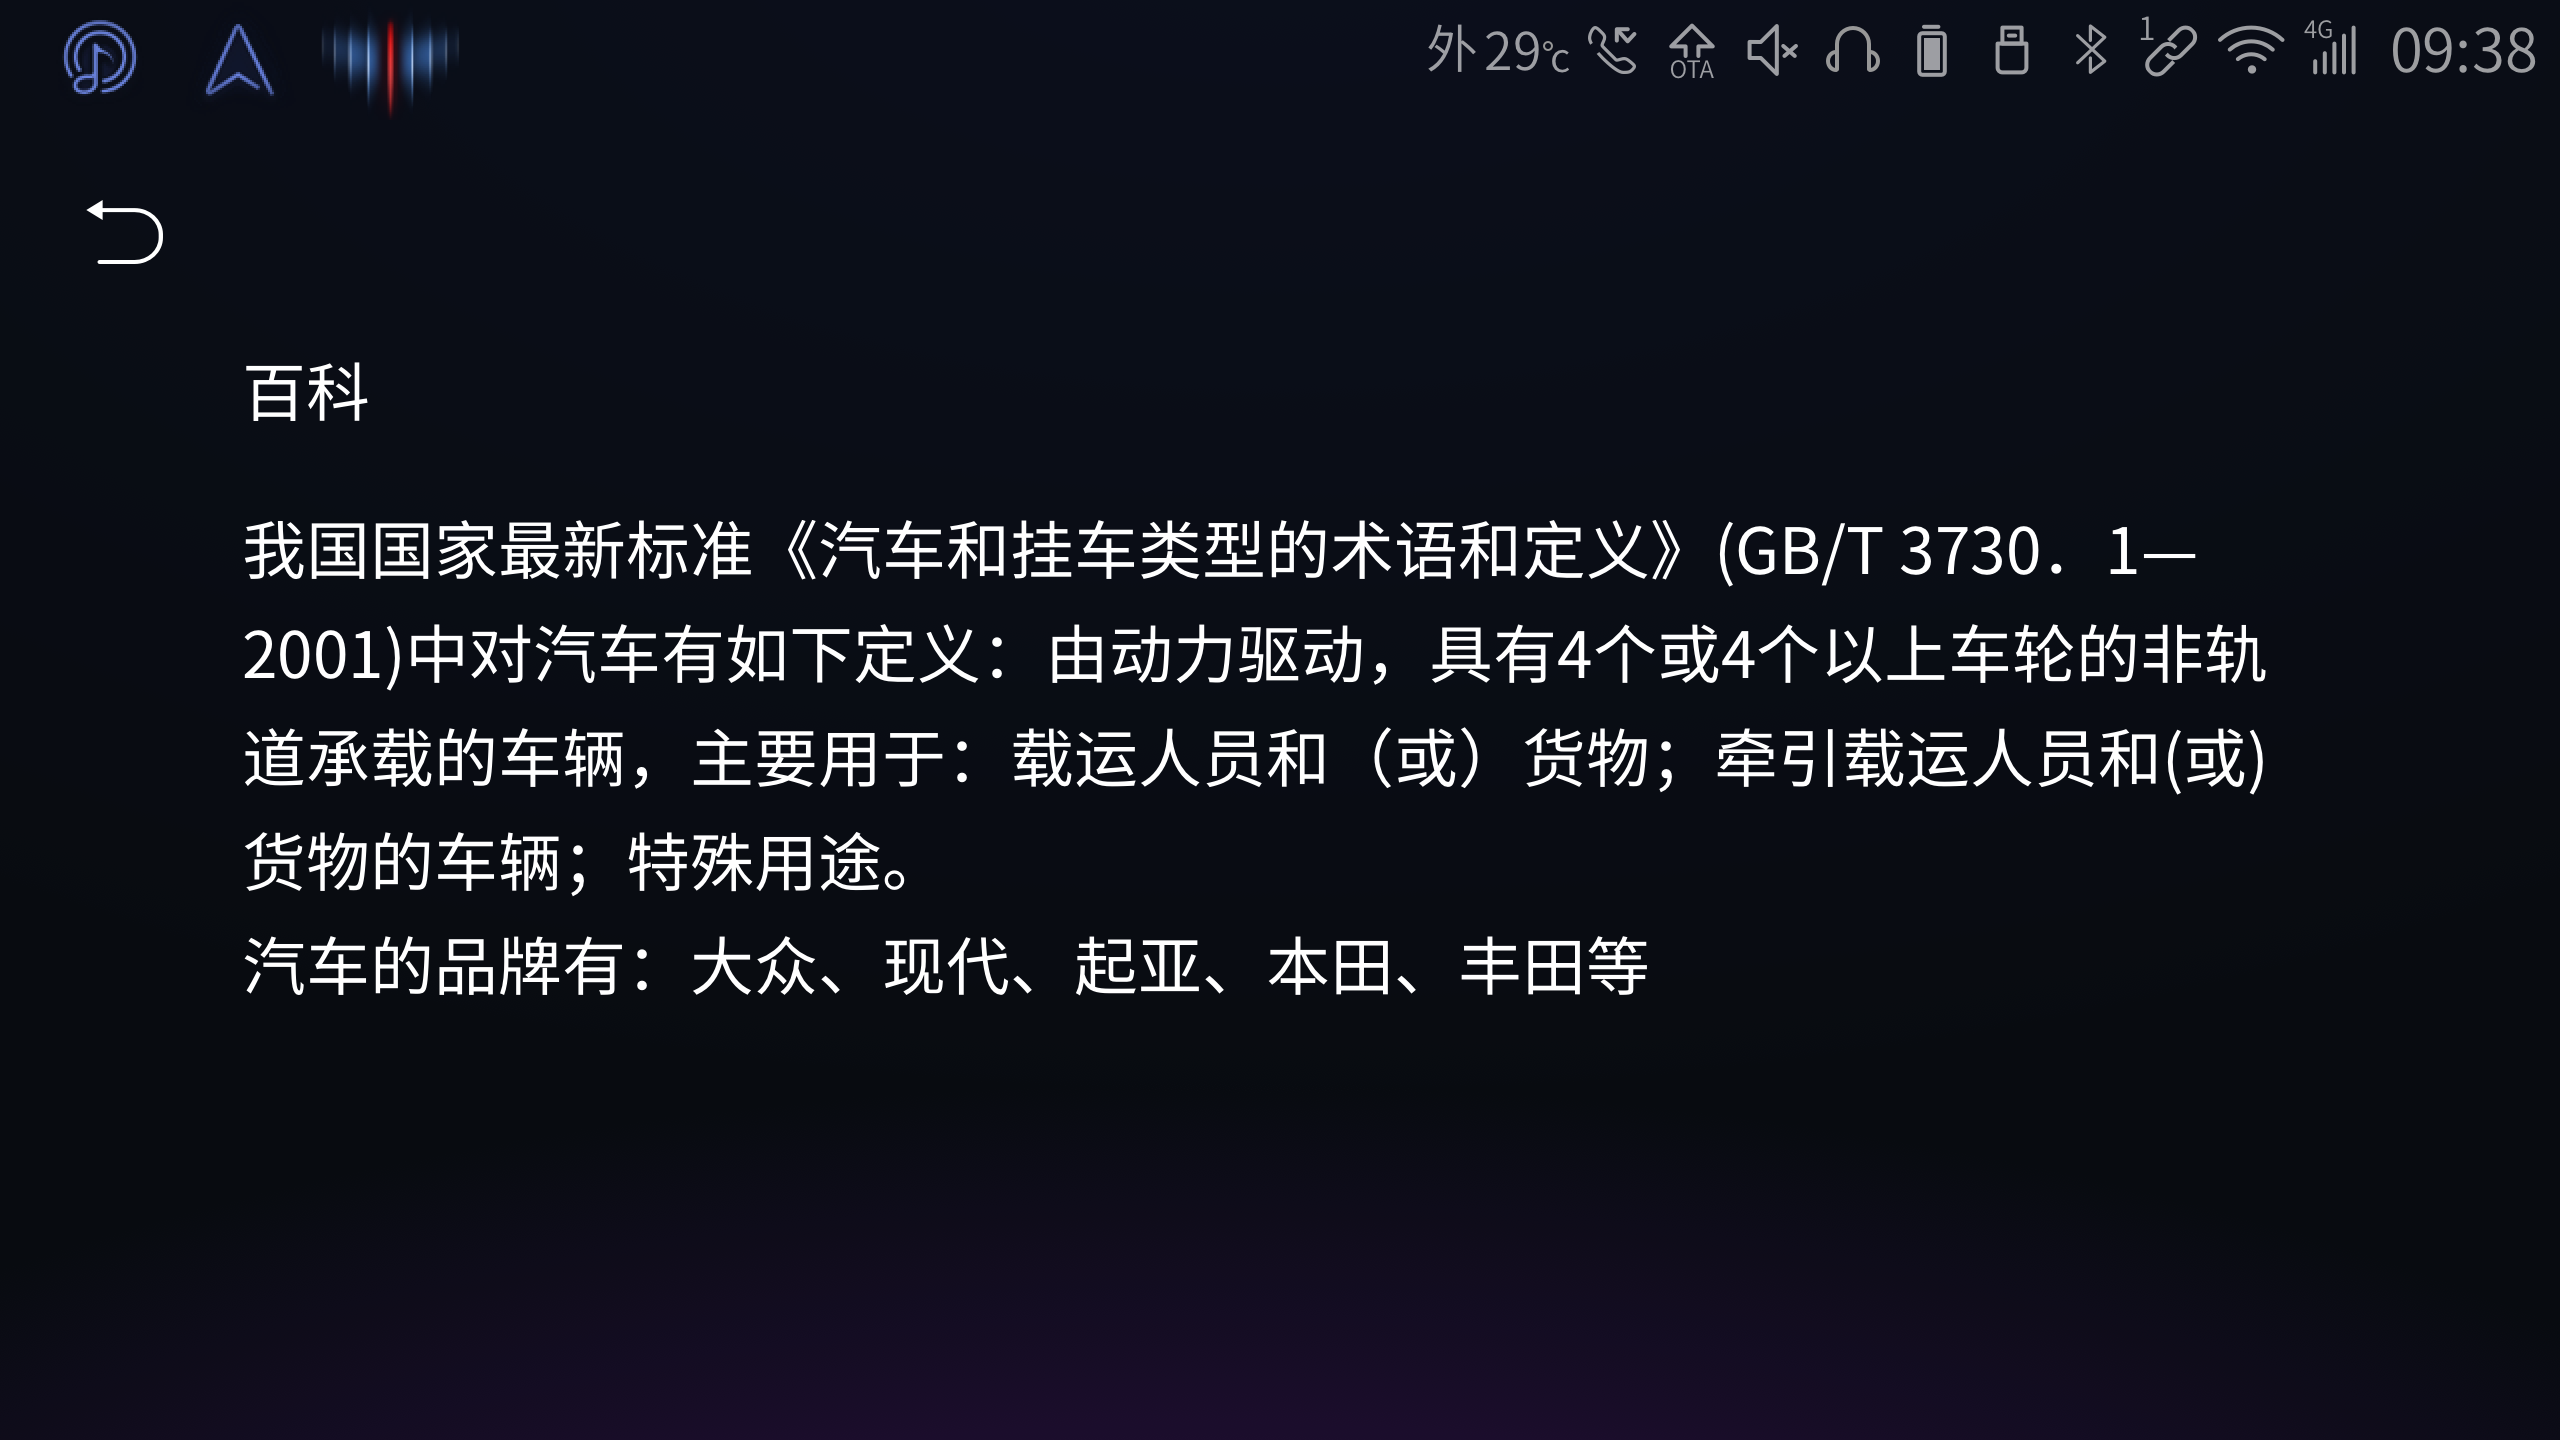 外29℃
OTA
1
4G
09:38
百科
我国国家最新标准《汽车和挂车类型的术语和定义》(GB/T 3730．1—
2001)中对汽车有如下定义：由动力驱动，具有4个或4个以上车轮的非轨
道承载的车辆，主要用于：载运人员和（或）货物；牵引载运人员和(或)
货物的车辆；特殊用途。
汽车的品牌有：大众、现代、起亚、本田、丰田等